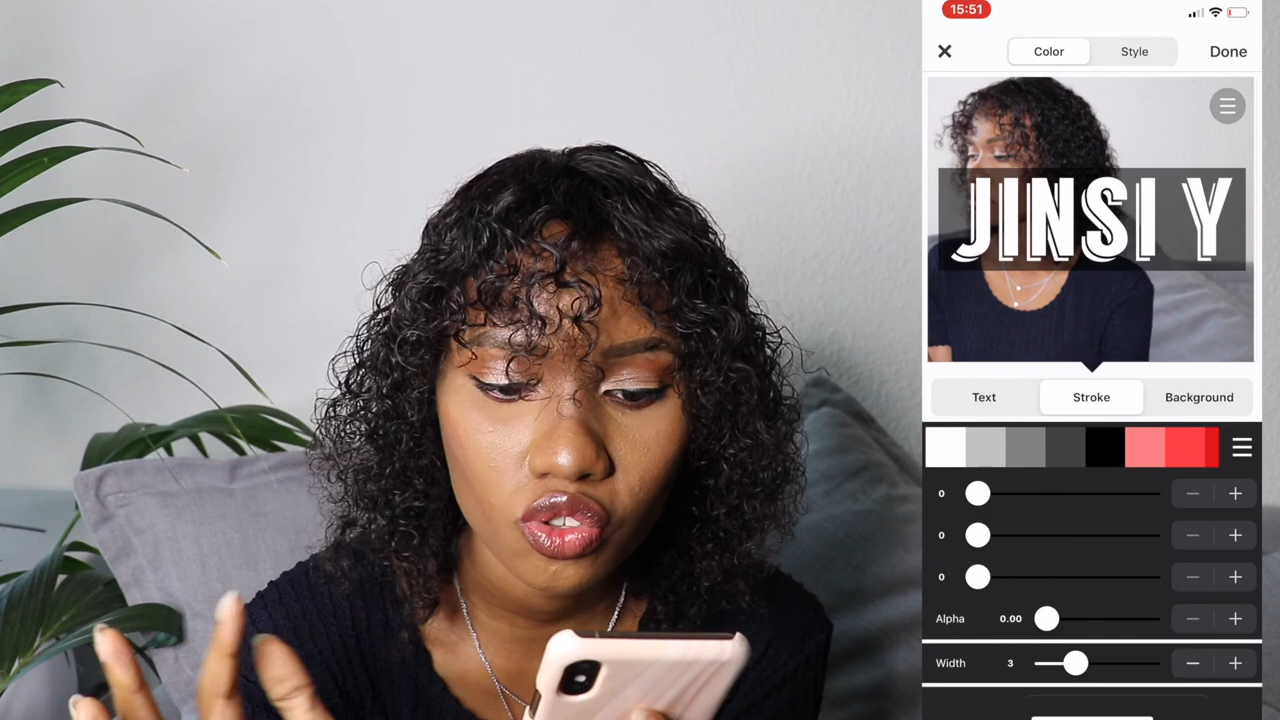 15:51
Color Style Done
JINSI Y
Text Stroke Background
0
0
0
Alpha 0.00
Width 3